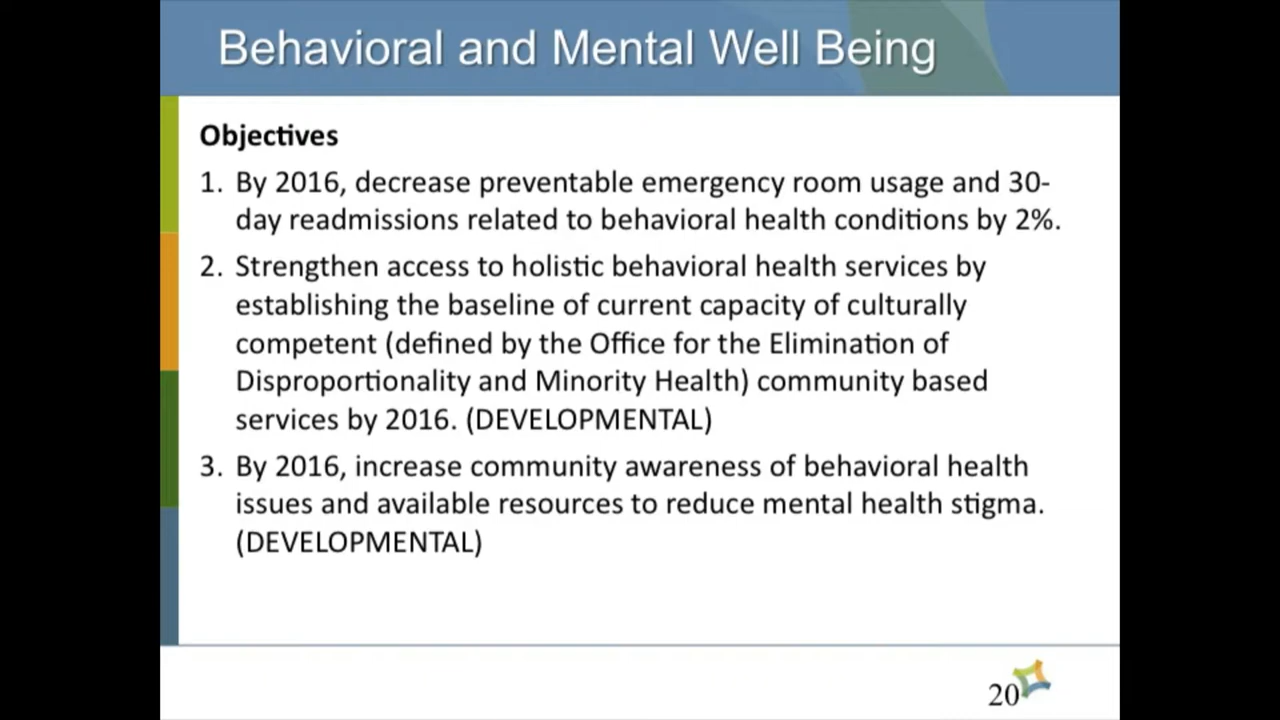 Behavioral and Mental Well Being
Objectives
1. By 2016, decrease preventable emergency room usage and 30-
day readmissions related to behavioral health conditions by 2%.
2. Strengthen access to holistic behavioral health services by
establishing the baseline of current capacity of culturally
competent (defined by the Office for the Elimination of
Disproportionality and Minority Health) community based
services by 2016. (DEVELOPMENTAL)
3. By 2016, increase community awareness of behavioral health
issues and available resources to reduce mental health stigma.
(DEVELOPMENTAL)
20